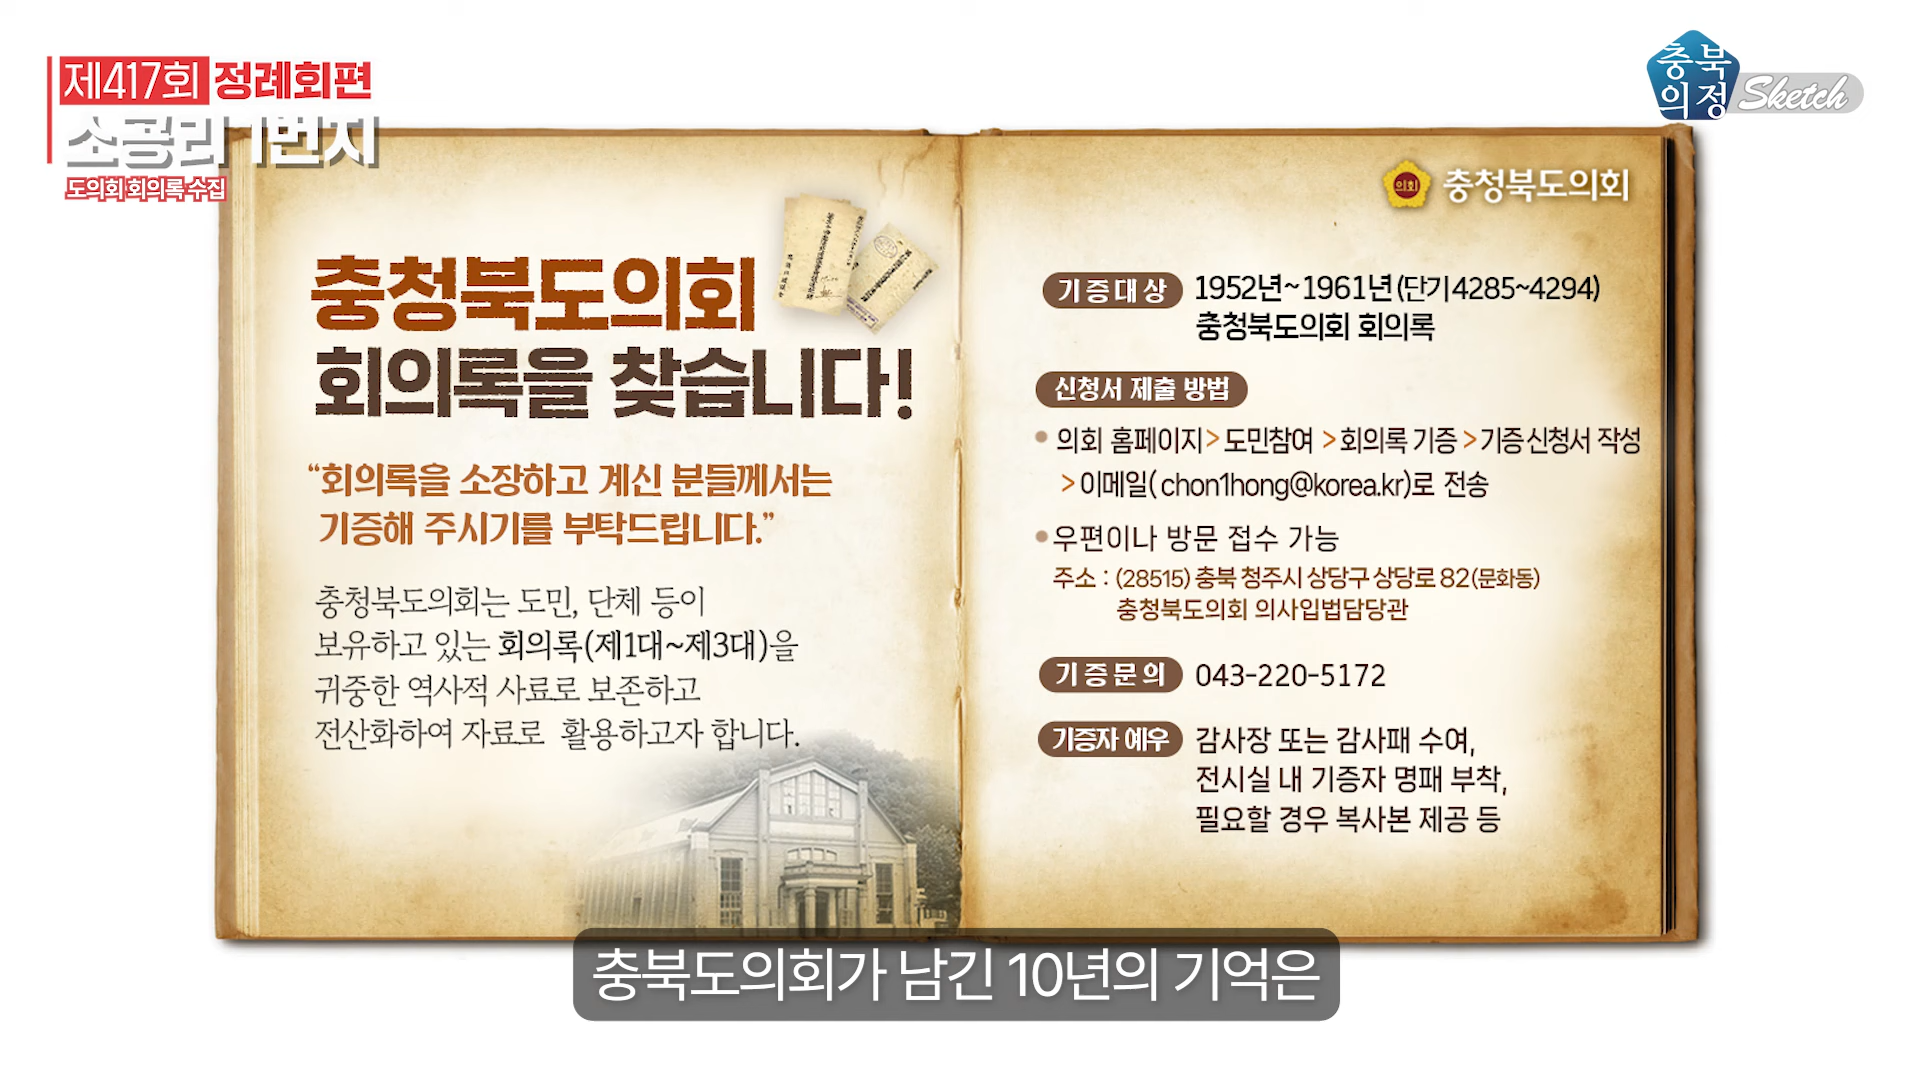 제417회 정례회편
소공리 1번지
도의회 회의록 수집
충북
의정 Sketch
충청북도의회
회의록을 찾습니다!
“회의록을 소장하고 계신 분들께서는
기증해 주시기를 부탁드립니다.”
충청북도의회는 도민, 단체 등이
보유하고 있는 회의록(제1대~제3대)을
귀중한 역사적 사료로 보존하고
전산화하여 자료로 활용하고자 합니다.
의회 충청북도의회
기증대상 1952년~1961년(단기4285~4294)
충청북도의회 회의록
신청서 제출 방법
의회 홈페이지>도민참여 >회의록 기증 >기증신청서 작성
>이메일(chon1hong@korea.kr)로 전송
우편이나 방문 접수 가능
주소 : (28515) 충북 청주시 상당구 상당로 82(문화동)
충청북도의회 의사입법담당관
기증문의 043-220-5172
기증자 예우 감사장 또는 감사패 수여,
전시실 내 기증자 명패 부착,
필요할 경우 복사본 제공 등
충북도의회가 남긴 10년의 기억은